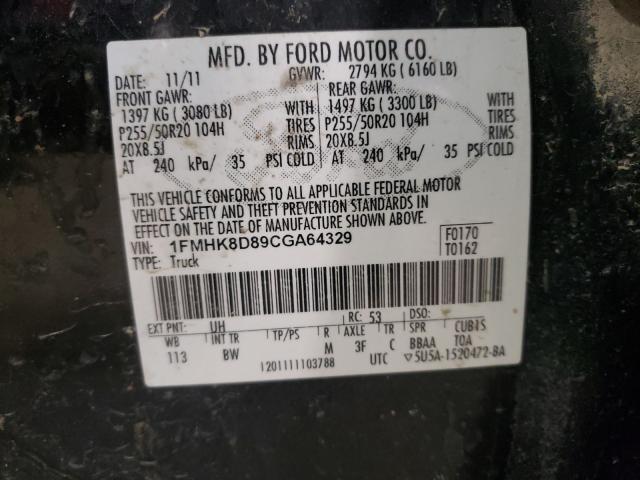 MFD. BY FORD MOTOR CO.
DATE: 11/11 GVWR: 2794 KG ( 6160 LB)
FRONT GAWR: REAR GAWR:
1397 KG ( 3080 LB) WITH 1497 KG ( 3300 LB) WITH
P255/50R20 104H TIRES P255/50R20 104H TIRES
20X8.5J RIMS 20X8.5J RIMS
AT 240 kPa/ 35 PSI COLD AT 240 kPa/ 35 PSI COLD
THIS VEHICLE CONFORMS TO ALL APPLICABLE FEDERAL MOTOR
VEHICLE SAFETY AND THEFT PREVENTION STANDARDS IN
EFFECT ON THE DATE OF MANUFACTURE SHOWN ABOVE.
VIN: 1FMHK8D89CGA64329 F0170
TYPE: Truck T0162
EXT PNT: UH RC: 53 DSO:
WB INT TR TP/PS R AXLE TR SPR CUBIS
113 BW M 3F C BBAA TOA
1201111103788 UTC ▽5U5A-1520472-BA